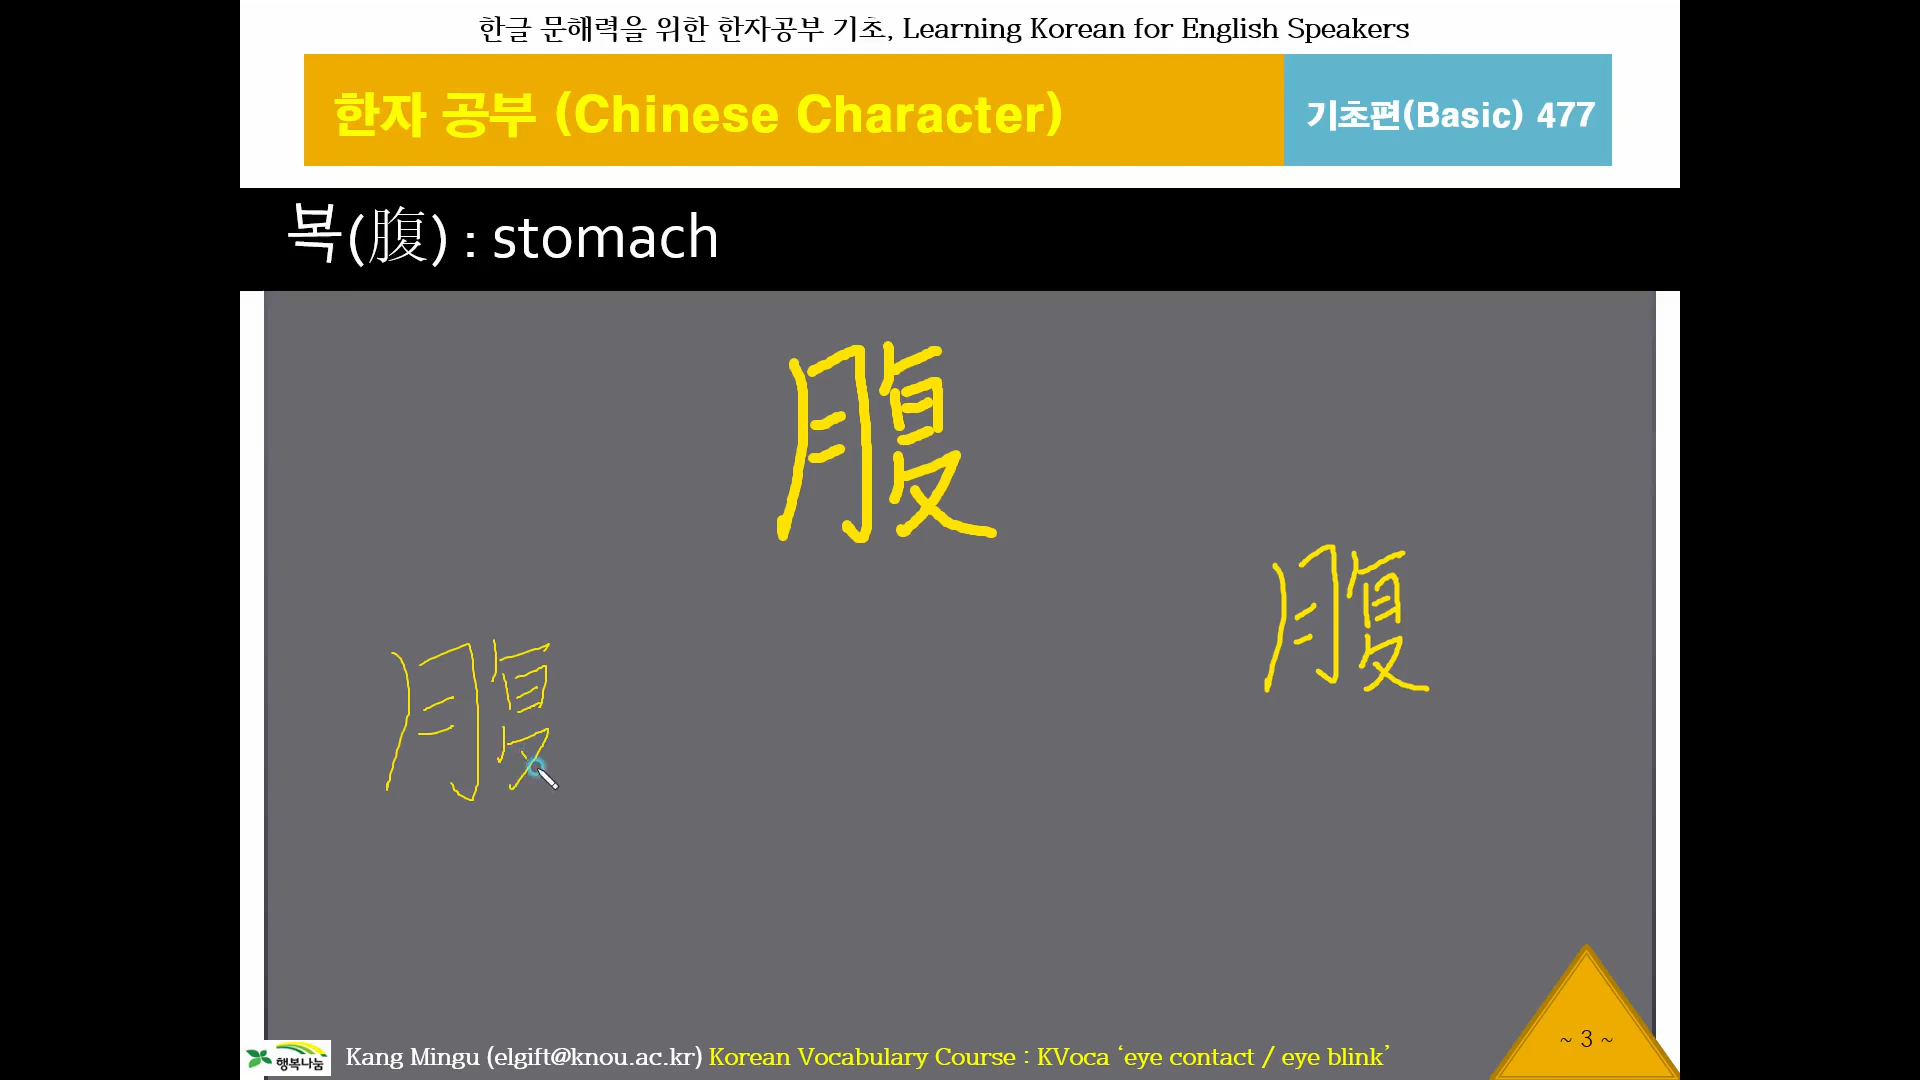 한글 문해력을 위한 한자공부 기초, Learning Korean for English Speakers
한자 공부 (Chinese Character)
기초편(Basic) 477
복(腹) : stomach
腹
腹
腹
~ 3 ~
행복나눔
Kang Mingu (elgift@knou.ac.kr) Korean Vocabulary Course : KVoca ‘eye contact / eye blink’